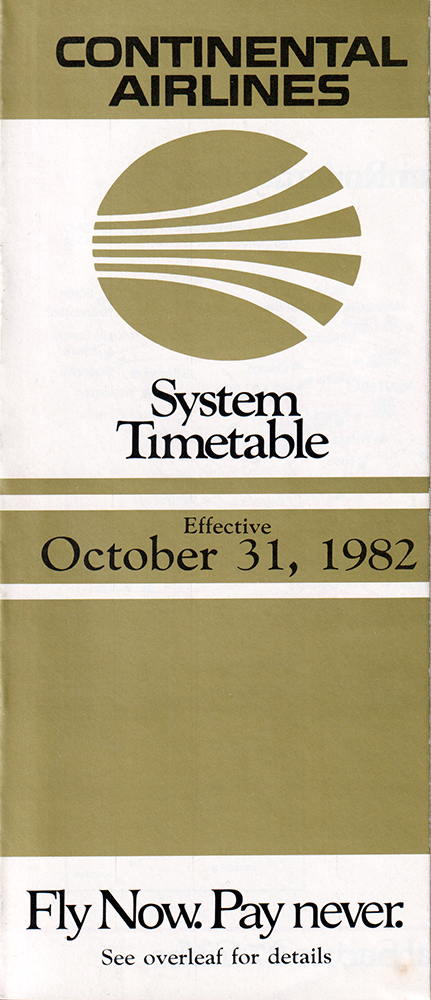 CONTINENTAL
AIRLINES
System
Timetable
Effective
October 31, 1982
Fly Now. Pay never.
See overleaf for details